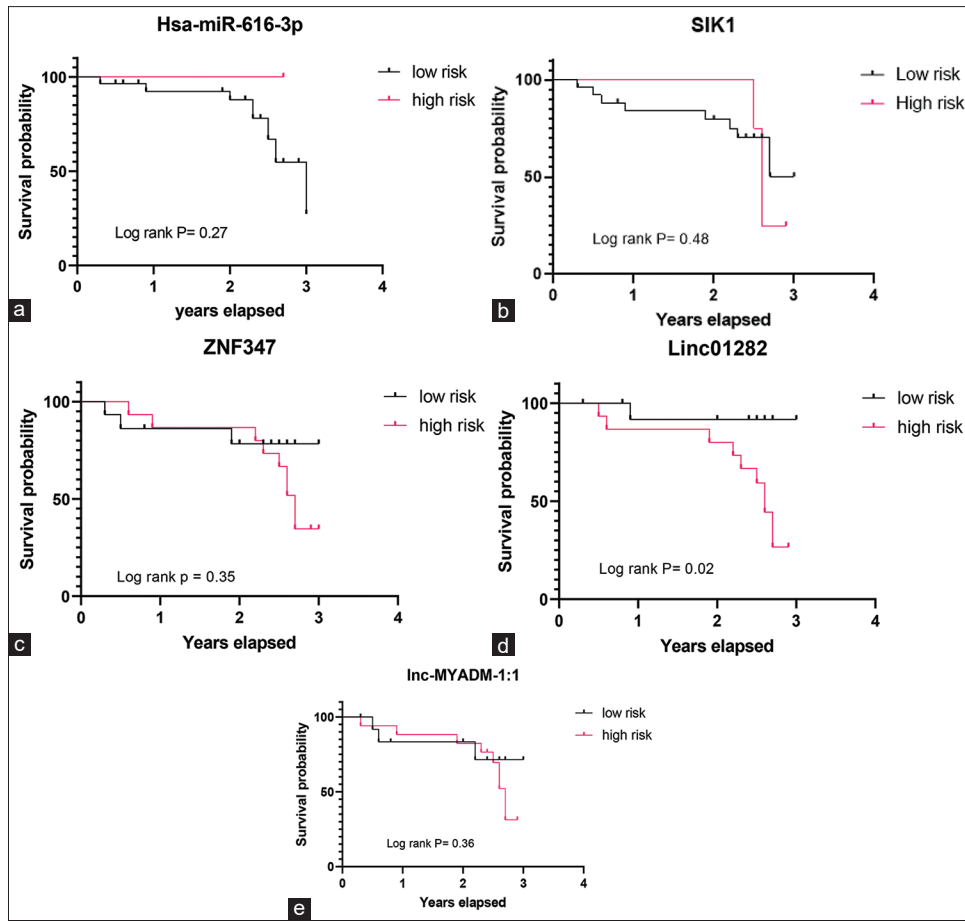 Hsa-miR-616-3p
low risk
high risk
Survival probability
100
50
0
0 1 2 3 4
years elapsed
Log rank P= 0.27
a
SIK1
Low risk
High risk
Survival probability
100
50
0
0 1 2 3 4
Years elapsed
Log rank P= 0.48
b
ZNF347
low risk
high risk
Survival probability
100
50
0
0 1 2 3 4
Years elapsed
Log rank p = 0.35
c
Linc01282
low risk
high risk
Survival probability
100
50
0
0 1 2 3 4
Years elapsed
Log rank P= 0.02
d
lnc-MYADM-1:1
low risk
high risk
Survival probability
100
50
0
0 1 2 3 4
Years elapsed
Log rank P= 0.36
e